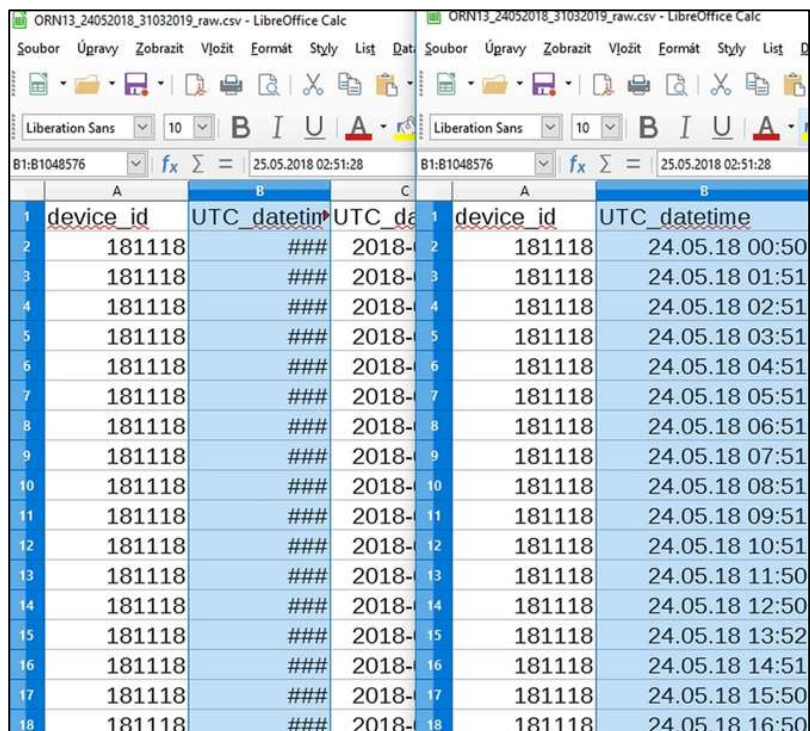 ORN13_24052018_31032019_raw.csv - LibreOffice Calc
Soubor Úpravy Zobrazit Vložit Formát Styly List
Liberation Sans 10 B I U A
B1:B1048576 fx Σ = 25.05.2018 02:51:28
A B C
1 device_id UTC_datetim UTC_da
2 181118 ### 2018-
3 181118 ### 2018-
4 181118 ### 2018-
5 181118 ### 2018-
6 181118 ### 2018-
7 181118 ### 2018-
8 181118 ### 2018-
9 181118 ### 2018-
10 181118 ### 2018-
11 181118 ### 2018-
12 181118 ### 2018-
13 181118 ### 2018-
14 181118 ### 2018-
15 181118 ### 2018-
16 181118 ### 2018-
17 181118 ### 2018-
18 181118 ### 2018-
ORN13_24052018_31032019_raw.csv - LibreOffice Calc
Soubor Úpravy Zobrazit Vložit Formát Styly List
Liberation Sans 10 B I U A
B1:B1048576 fx Σ = 25.05.2018 02:51:28
A B
1 device_id UTC_datetime
2 181118 24.05.18 00:50
3 181118 24.05.18 01:51
4 181118 24.05.18 02:51
5 181118 24.05.18 03:51
6 181118 24.05.18 04:51
7 181118 24.05.18 05:51
8 181118 24.05.18 06:51
9 181118 24.05.18 07:51
10 181118 24.05.18 08:51
11 181118 24.05.18 09:51
12 181118 24.05.18 10:51
13 181118 24.05.18 11:50
14 181118 24.05.18 12:50
15 181118 24.05.18 13:52
16 181118 24.05.18 14:51
17 181118 24.05.18 15:50
18 181118 24.05.18 16:50